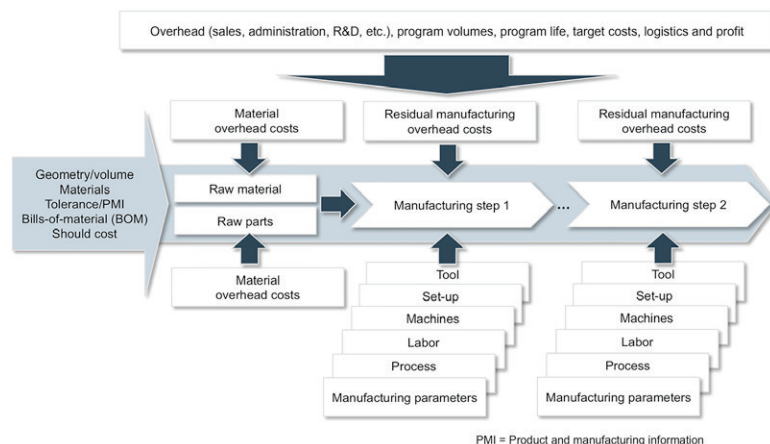 Overhead (sales, administration, R&D, etc.), program volumes, program life, target costs, logistics and profit
Material
overhead costs
Residual manufacturing
overhead costs
Residual manufacturing
overhead costs
Geometry/volume
Materials
Tolerance/PMI
Bills-of-material (BOM)
Should cost
Raw material
Raw parts
Manufacturing step 1
...
Manufacturing step 2
Material
overhead costs
Tool
Set-up
Machines
Labor
Process
Manufacturing parameters
Tool
Set-up
Machines
Labor
Process
Manufacturing parameters
PMI = Product and manufacturing information